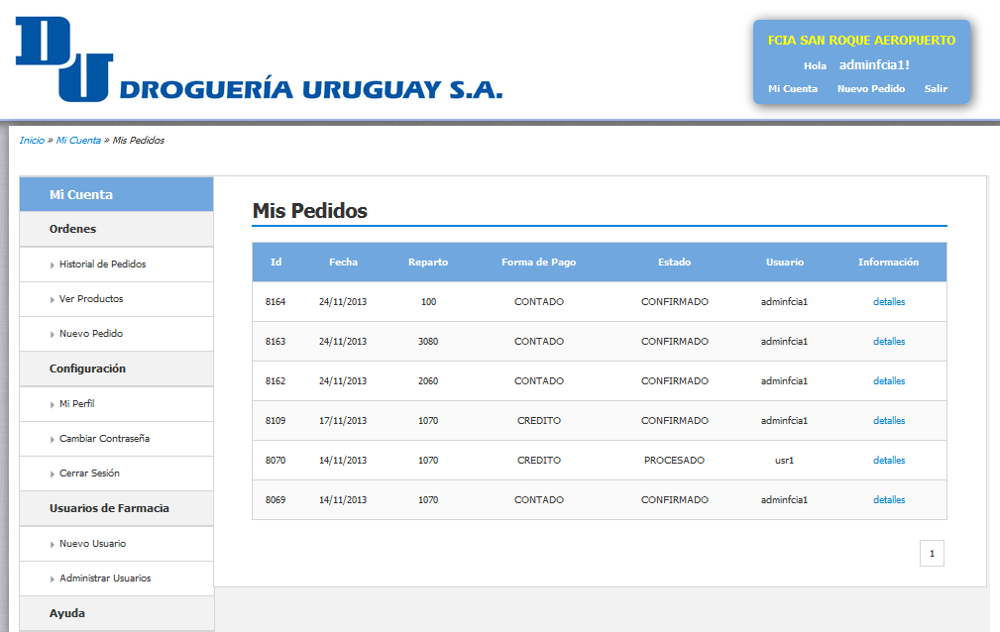 DU DROGUERÍA URUGUAY S.A.
FCIA SAN ROQUE AEROPUERTO
Hola adminfcia1!
Mi Cuenta Nuevo Pedido Salir
Inicio » Mi Cuenta » Mis Pedidos
Mi Cuenta
Ordenes
Historial de Pedidos
Ver Productos
Nuevo Pedido
Configuración
Mi Perfil
Cambiar Contraseña
Cerrar Sesión
Usuarios de Farmacia
Nuevo Usuario
Administrar Usuarios
Ayuda
Mis Pedidos
Id Fecha Reparto Forma de Pago Estado Usuario Información
8164 24/11/2013 100 CONTADO CONFIRMADO adminfcia1 detalles
8163 24/11/2013 3080 CONTADO CONFIRMADO adminfcia1 detalles
8162 24/11/2013 2060 CONTADO CONFIRMADO adminfcia1 detalles
8109 17/11/2013 1070 CREDITO CONFIRMADO adminfcia1 detalles
8070 14/11/2013 1070 CREDITO PROCESADO usr1 detalles
8069 14/11/2013 1070 CONTADO CONFIRMADO adminfcia1 detalles
1